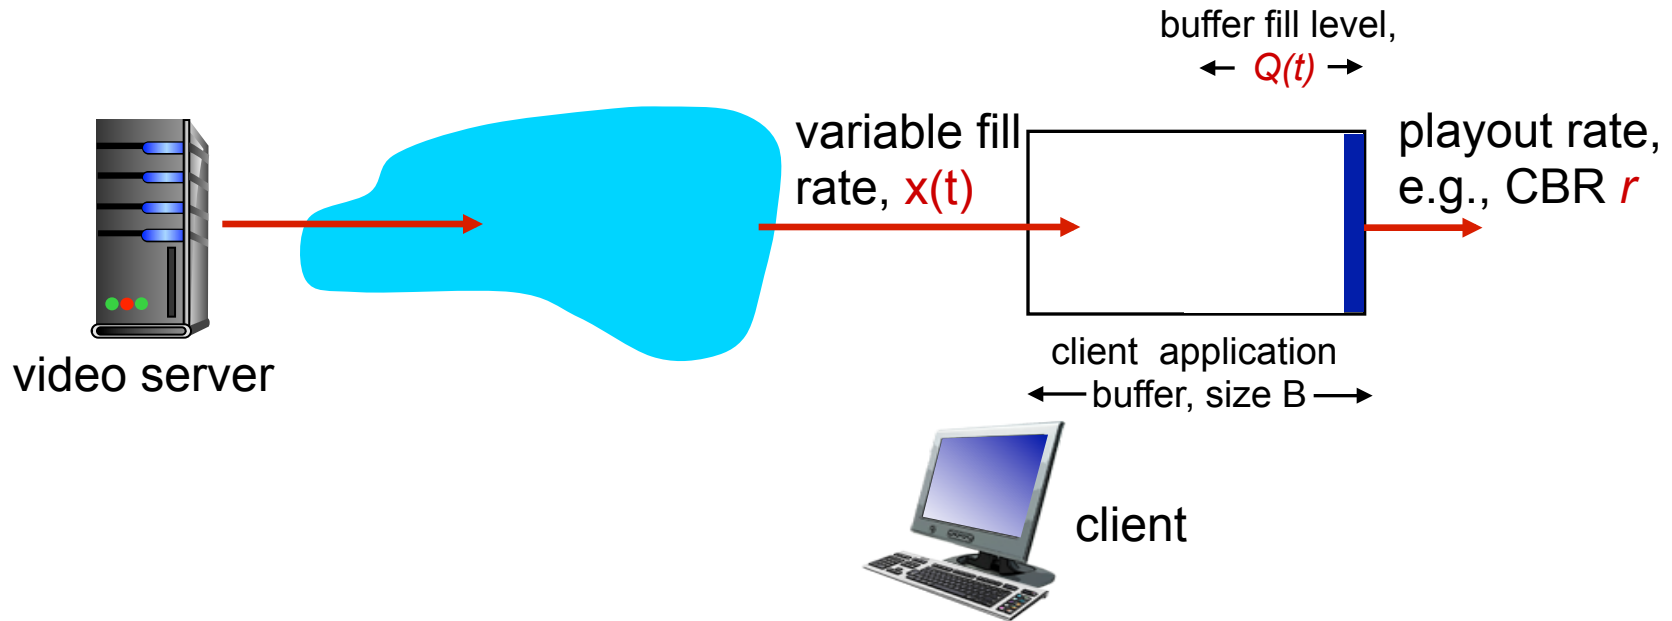 buffer fill level,
Q(t)
variable fill
rate, x(t)
playout rate,
e.g., CBR r
video server
client application
buffer, size B
client